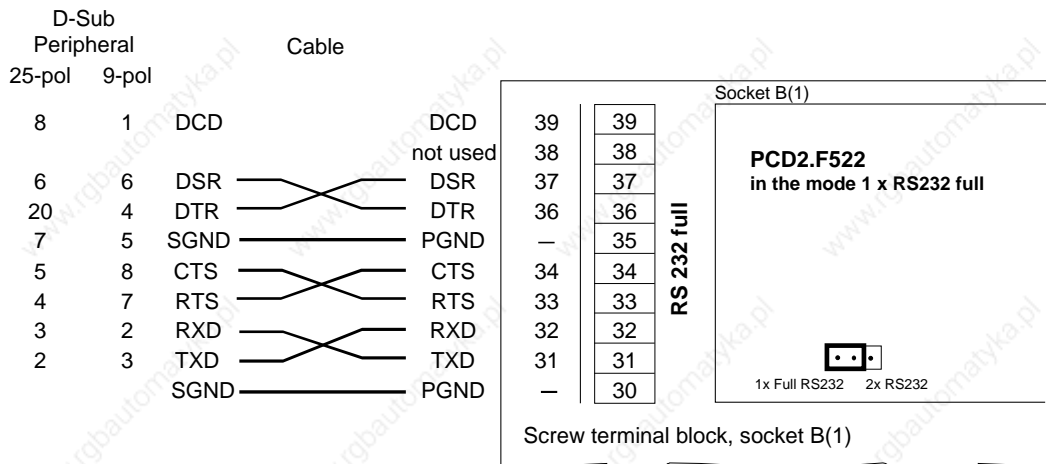 D-Sub
Peripheral Cable
25-pol 9-pol
Socket B(1)
8 1 DCD DCD 39 39
not used 38 38
6 6 DSR DSR 37 37
20 4 DTR DTR 36 36
7 5 SGND PGND – 35
5 8 CTS CTS 34 34
4 7 RTS RTS 33 33
3 2 RXD RXD 32 32
2 3 TXD TXD 31 31
SGND PGND – 30
RS 232 full
PCD2.F522
in the mode 1 x RS232 full
1x Full RS232 2x RS232
Screw terminal block, socket B(1)
www.rgbautomatyka.pl